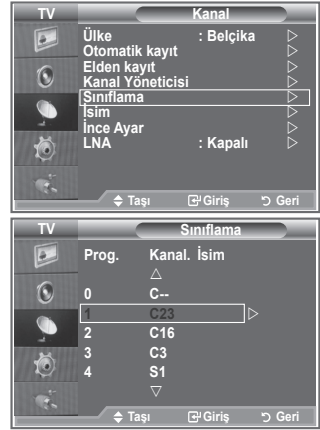 TV Kanal
Ülke : Belçika
Otomatik kayıt
Elden kayıt
Kanal Yöneticisi
Sınıflama
İsim
İnce Ayar
LNA : Kapalı
Taşı Giriş Geri
TV Sınıflama
Prog. Kanal. İsim
0 C--
1 C23
2 C16
3 C3
4 S1
Taşı Giriş Geri